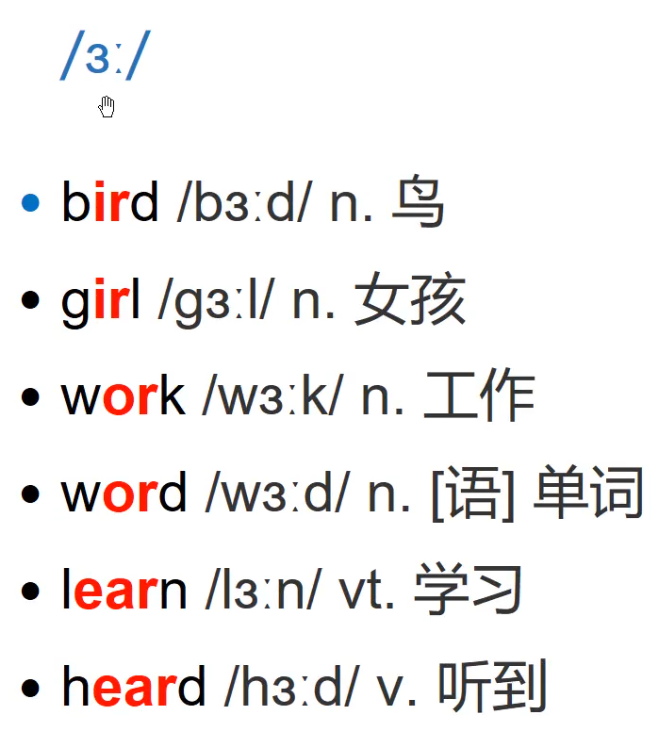 /ɜː/
• bird /bɜːd/ n. 鸟
• girl /gɜːl/ n. 女孩
• work /wɜːk/ n. 工作
• word /wɜːd/ n. [语] 单词
• learn /lɜːn/ vt. 学习
• heard /hɜːd/ v. 听到